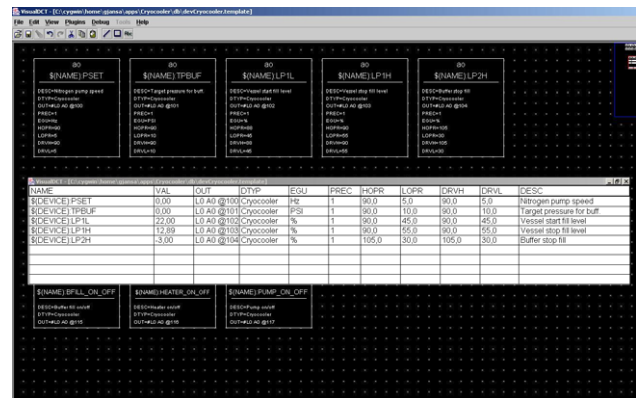 VisualDCT - [C:\cygwin\home\gjansa\apps\Cryocooler\db\devCryocooler.template]
File Edit View Plugins Debug Tools Help
ao
$(NAME):PSET
DESC=Nitrogen pump speed
DTYP=Cryocooler
OUT=#L0 A0 @100
PREC=1
EGU=Hz
HOPR=90
LOPR=5
DRVH=90
DRVL=5
ao
$(NAME):TPBUF
DESC=Target pressure for buff.
DTYP=Cryocooler
OUT=#L0 A0 @101
PREC=1
EGU=PSI
HOPR=90
LOPR=10
DRVH=90
DRVL=10
ao
$(NAME):LP1L
DESC=Vessel start fill level
DTYP=Cryocooler
OUT=#L0 A0 @102
PREC=1
EGU=%
ao
$(NAME):LP1H
DESC=Vessel stop fill level
DTYP=Cryocooler
OUT=#L0 A0 @103
PREC=1
EGU=%
HOPR=90
LOPR=55
DRVH=90
DRVL=55
ao
$(NAME):LP2H
DESC=Buffer stop fill
DTYP=Cryocooler
OUT=#L0 A0 @104
PREC=1
EGU=%
HOPR=105
LOPR=30
DRVH=105
DRVL=30
VisualDCT - [C:\cygwin\home\gjansa\apps\Cryocooler\db\devCryocooler.template]
NAME VAL OUT DTYP EGU PREC HOPR LOPR DRVH DRVL DESC
$(DEVICE):PSET 0,00 L0 A0 @100 Cryocooler Hz 1 90,0 5,0 90,0 5,0 Nitrogen pump speed
$(DEVICE):TPBUF 0,00 L0 A0 @101 Cryocooler PSI 1 90,0 10,0 90,0 10,0 Target pressure for buff.
$(DEVICE):LP1L 22,00 L0 A0 @102 Cryocooler % 1 90,0 45,0 90,0 45,0 Vessel start fill level
$(DEVICE):LP1H 12,89 L0 A0 @103 Cryocooler % 1 90,0 55,0 90,0 55,0 Vessel stop fill level
$(DEVICE):LP2H -3,00 L0 A0 @104 Cryocooler % 1 105,0 30,0 105,0 30,0 Buffer stop fill
$(NAME):BFILL_ON_OFF
DESC=Buffer fill on/off
DTYP=Cryocooler
OUT=#L0 A0 @115
$(NAME):HEATER_ON_OFF
DESC=Heater on/off
DTYP=Cryocooler
OUT=#L0 A0 @116
$(NAME):PUMP_ON_OFF
DESC=Pump on/off
DTYP=Cryocooler
OUT=#L0 A0 @117